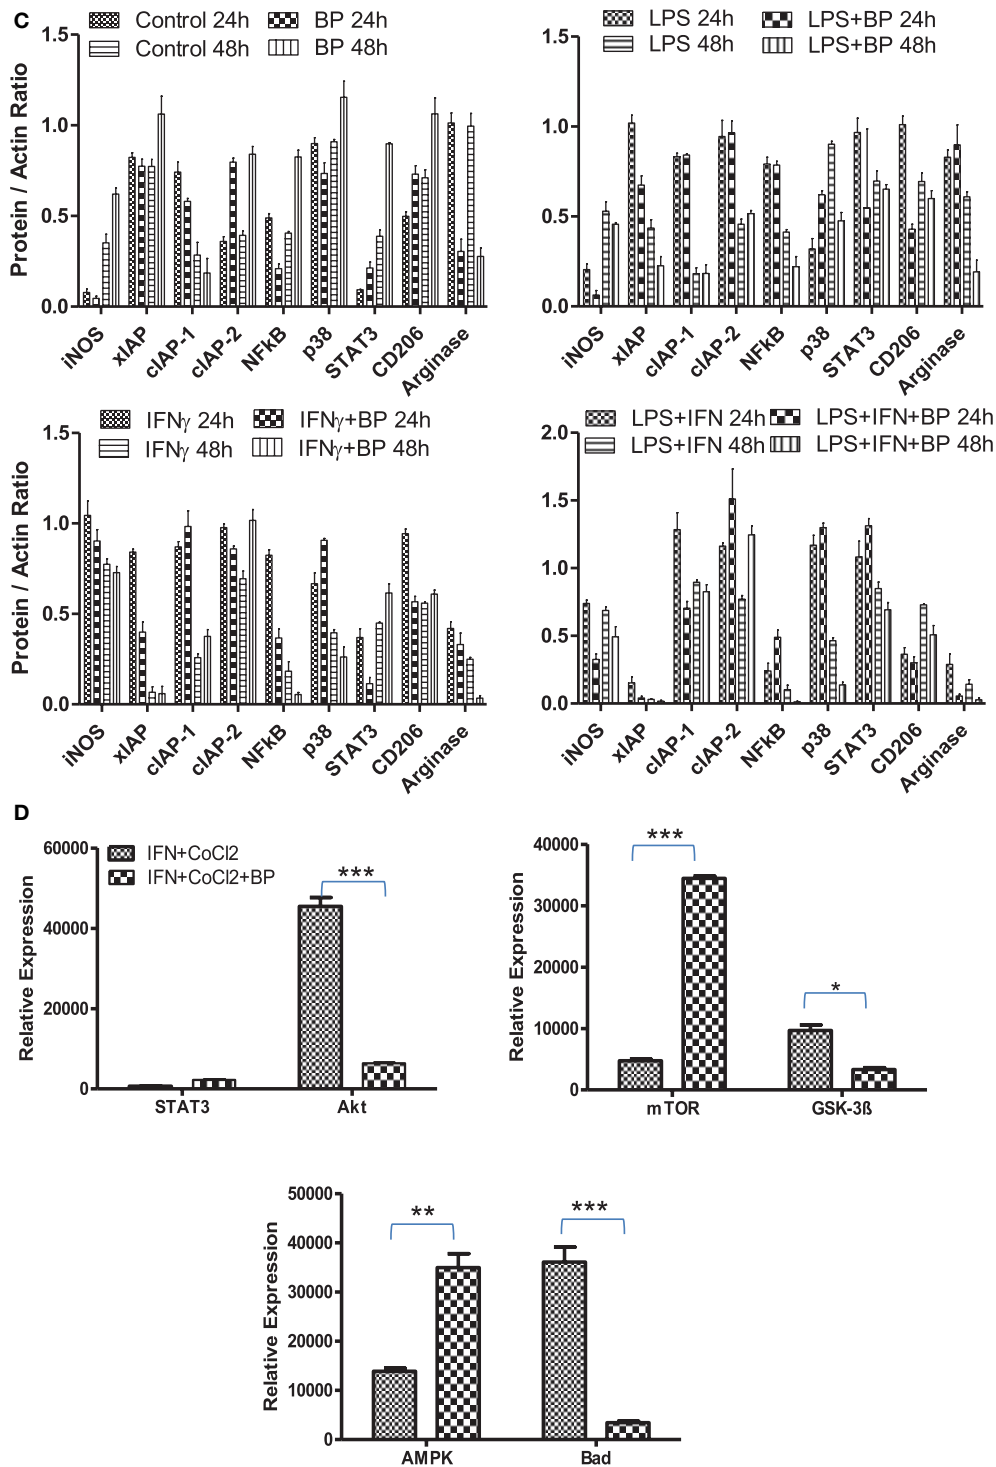 C
Control 24h BP 24h
Control 48h BP 48h
Protein / Actin Ratio
1.5
1.0
0.5
0.0
iNOS xIAP cIAP-1 cIAP-2 NFkB p38 STAT3 CD206 Arginase
LPS 24h LPS+BP 24h
LPS 48h LPS+BP 48h
1.5
1.0
0.5
0.0
iNOS xIAP cIAP-1 cIAP-2 NFkB p38 STAT3 CD206 Arginase
IFNγ 24h IFNγ+BP 24h
IFNγ 48h IFNγ+BP 48h
Protein / Actin Ratio
1.5
1.0
0.5
0.0
iNOS xIAP cIAP-1 cIAP-2 NFkB p38 STAT3 CD206 Arginase
LPS+IFN 24h LPS+IFN+BP 24h
LPS+IFN 48h LPS+IFN+BP 48h
2.0
1.5
1.0
0.5
0.0
iNOS xIAP cIAP-1 cIAP-2 NFkB p38 STAT3 CD206 Arginase
D
IFN+CoCl2
IFN+CoCl2+BP
Relative Expression
60000
40000
20000
0
***
STAT3 Akt
Relative Expression
40000
30000
20000
10000
0
***
*
mTOR GSK-3ß
Relative Expression
50000
40000
30000
20000
10000
0
**
***
AMPK Bad